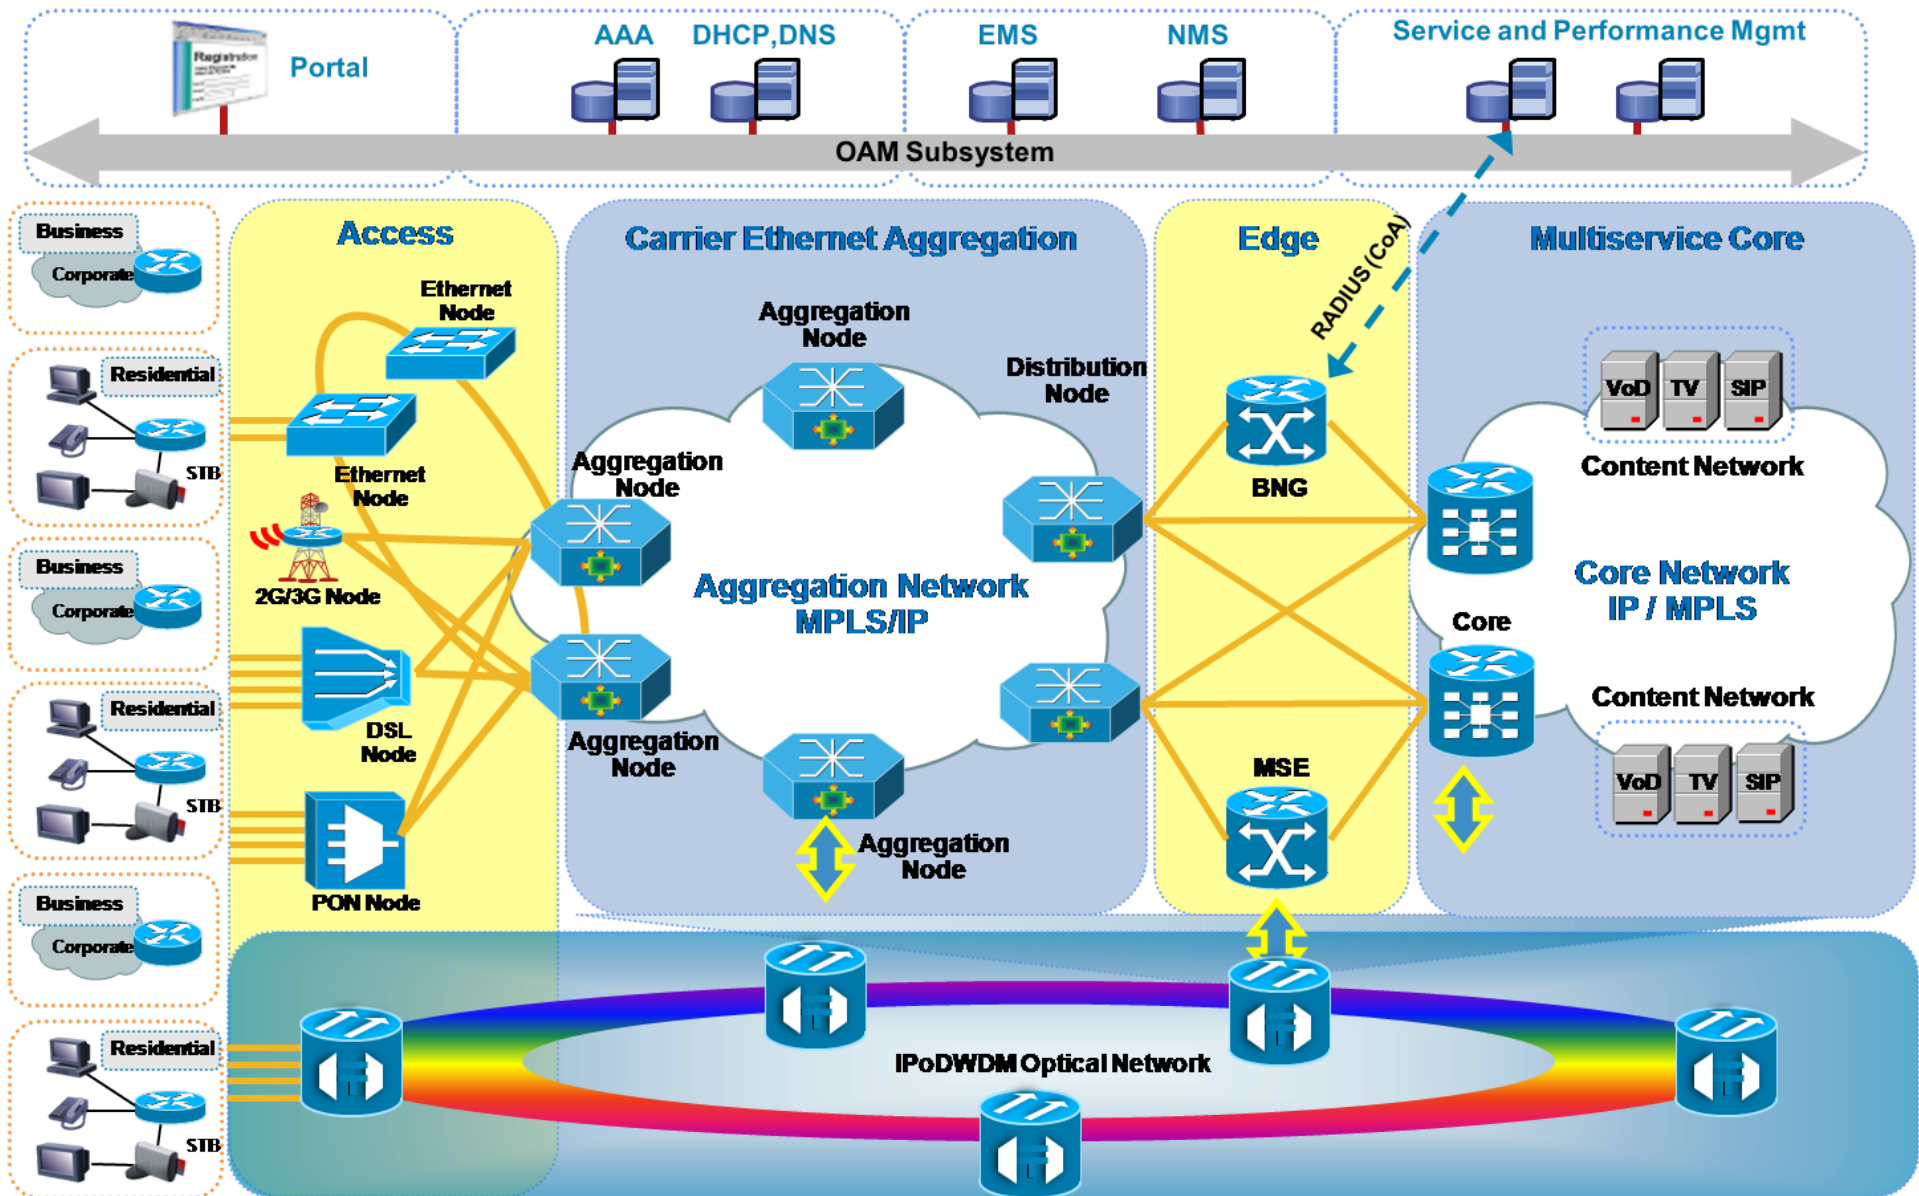 Registration
Portal
AAA
DHCP,DNS
EMS
NMS
Service and Performance Mgmt
OAM Subsystem
Business
Corporate
Residential
STB
Business
Corporate
Residential
STB
Business
Corporate
Residential
STB
Access
Ethernet
Node
Ethernet
Node
2G/3G Node
DSL
Node
PON Node
Carrier Ethernet Aggregation
Aggregation
Node
Aggregation
Node
Distribution
Node
Aggregation Network
MPLS/IP
Aggregation
Node
Aggregation
Node
Edge
RADIUS (CoA)
BNG
MSE
Multiservice Core
VoD
TV
SIP
Content Network
Core Network
IP / MPLS
Core
Content Network
VoD
TV
SIP
IPoDWDM Optical Network